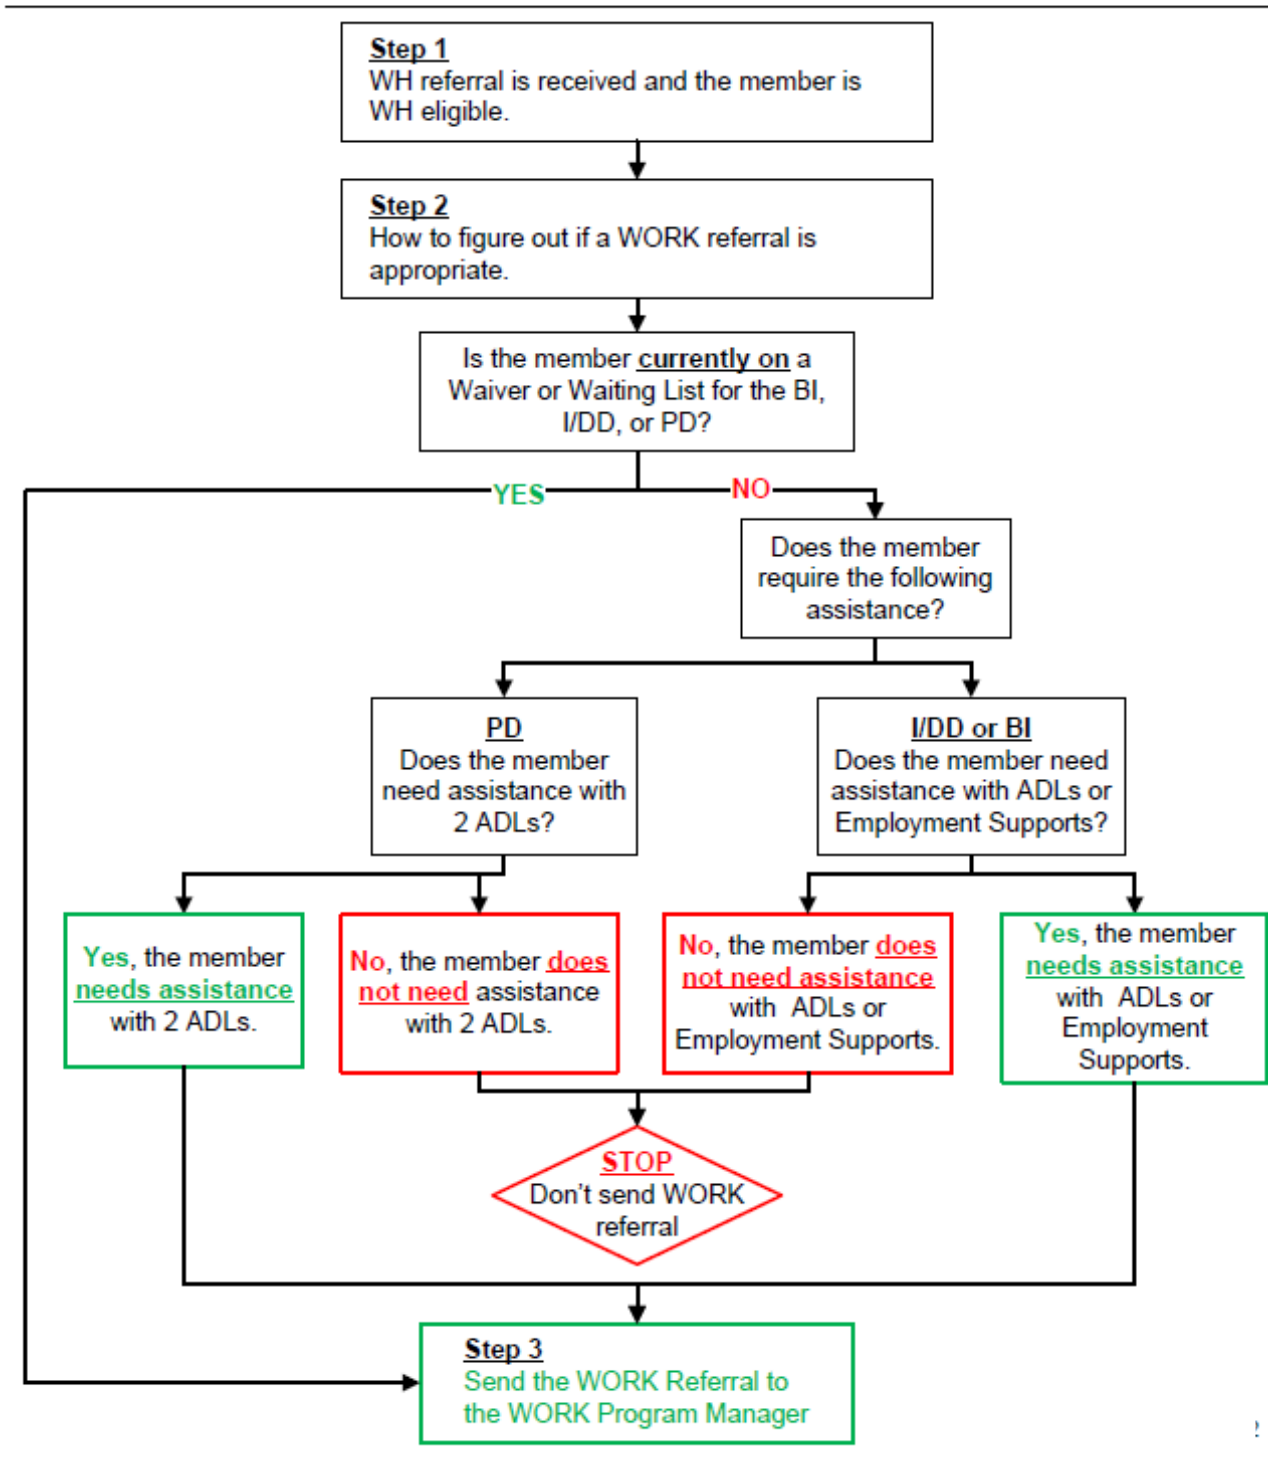 Step 1
WH referral is received and the member is
WH eligible.
Step 2
How to figure out if a WORK referral is
appropriate.
Is the member currently on a
Waiver or Waiting List for the BI,
I/DD, or PD?
YES
NO
Does the member
require the following
assistance?
PD
Does the member
need assistance with
2 ADLs?
I/DD or BI
Does the member need
assistance with ADLs or
Employment Supports?
Yes, the member
needs assistance
with 2 ADLs.
No, the member does
not need assistance
with 2 ADLs.
No, the member does
not need assistance
with ADLs or
Employment Supports.
Yes, the member
needs assistance
with ADLs or
Employment
Supports.
STOP
Don't send WORK
referral
Step 3
Send the WORK Referral to
the WORK Program Manager